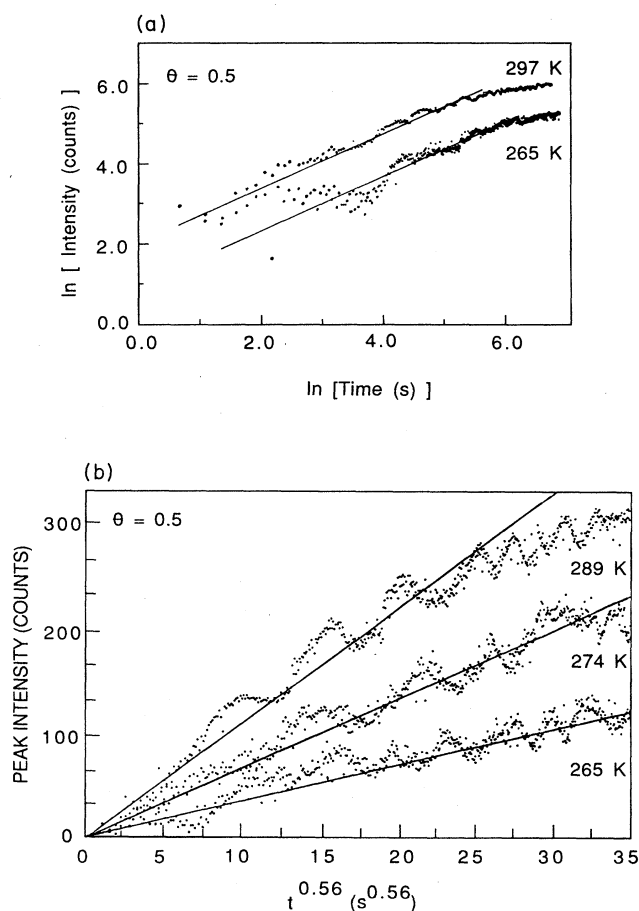 (a)
θ = 0.5
297 K
265 K
6.0
4.0
2.0
0.0
ln [ Intensity (counts) ]
0.0 2.0 4.0 6.0
ln [Time (s) ]
(b)
θ = 0.5
300
200
100
0
PEAK INTENSITY (COUNTS)
289 K
274 K
265 K
0 5 10 15 20 25 30 35
t^0.56 (s^0.56)